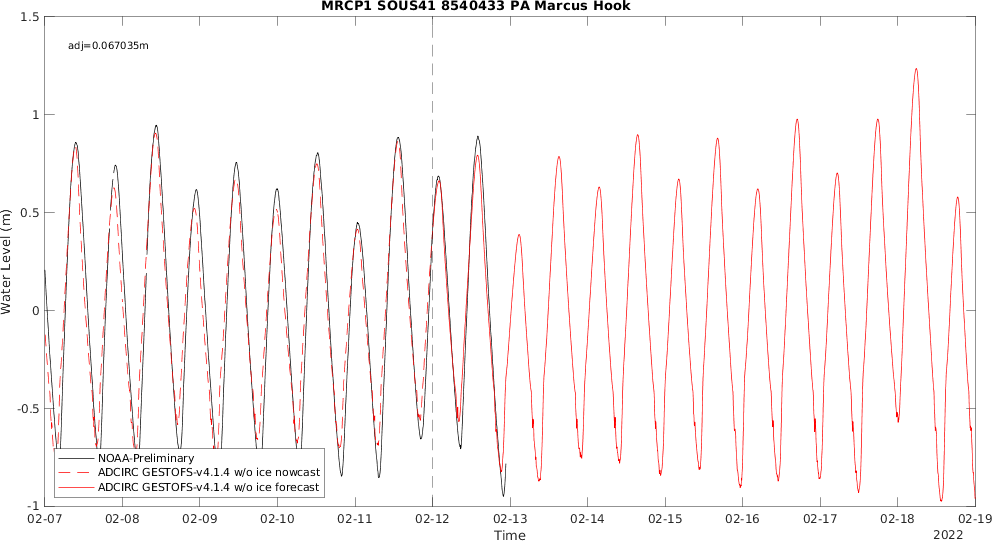 MRCP1 SOUS41 8540433 PA Marcus Hook
1.5
adj=0.067035m
1
0.5
Water Level (m)
0
-0.5
NOAA-Preliminary
ADCIRC GESTOFS-v4.1.4 w/o ice nowcast
ADCIRC GESTOFS-v4.1.4 w/o ice forecast
-1
02-07 02-08 02-09 02-10 02-11 02-12 02-13 02-14 02-15 02-16 02-17 02-18 02-19
Time
2022